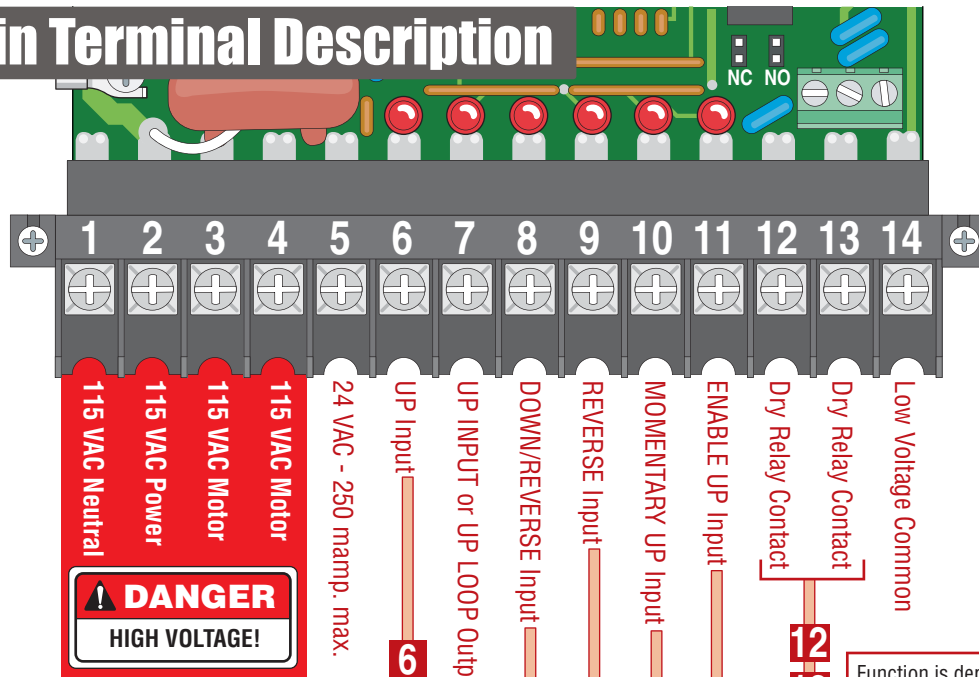 in Terminal Description
NC NO
1 2 3 4 5 6 7 8 9 10 11 12 13 14
115 VAC Neutral
115 VAC Power
115 VAC Motor
115 VAC Motor
24 VAC - 250 mamp. max.
UP Input
UP INPUT or UP LOOP Outp
DOWN/REVERSE Input
REVERSE Input
MOMENTARY UP Input
ENABLE UP Input
Dry Relay Contact
Dry Relay Contact
Low Voltage Common
DANGER
HIGH VOLTAGE!
6
12
Function is de